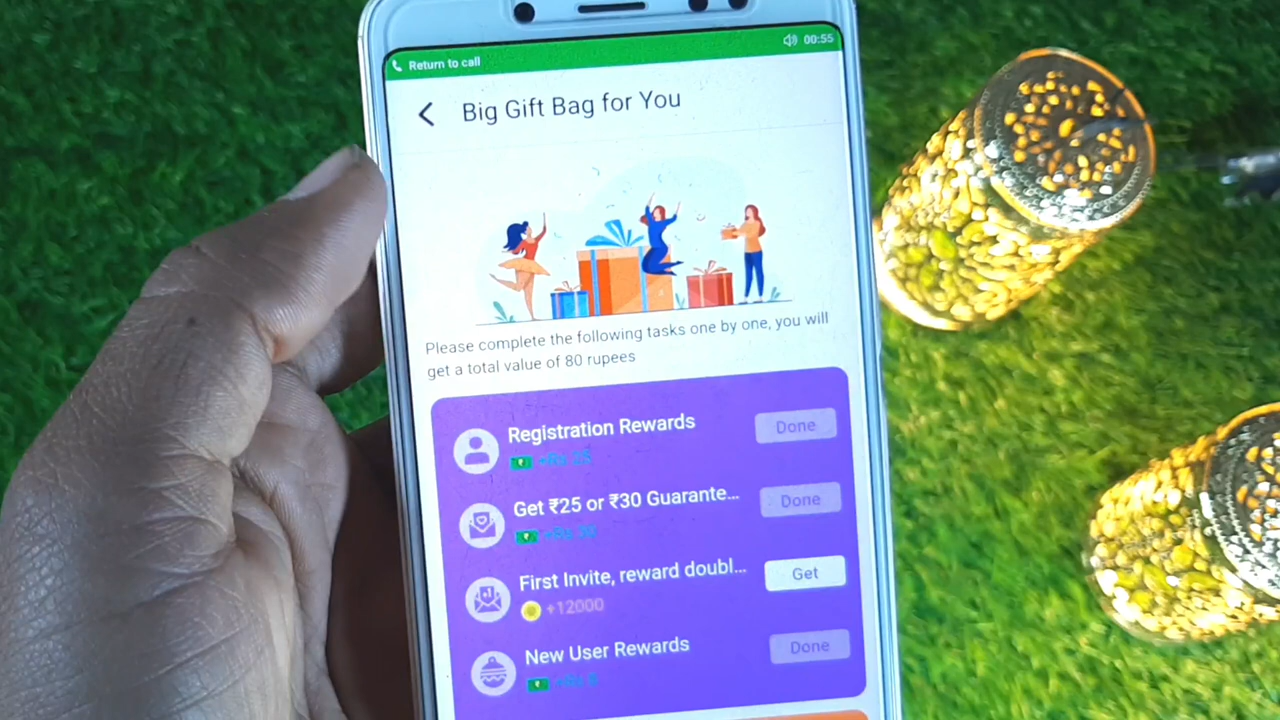 Return to call
00:55
Big Gift Bag for You
Please complete the following tasks one by one, you will
get a total value of 80 rupees
Registration Rewards
Done
+Rs 25
Get ₹25 or ₹30 Guarante...
Done
First Invite, reward doubl...
Get
+12000
New User Rewards
Done